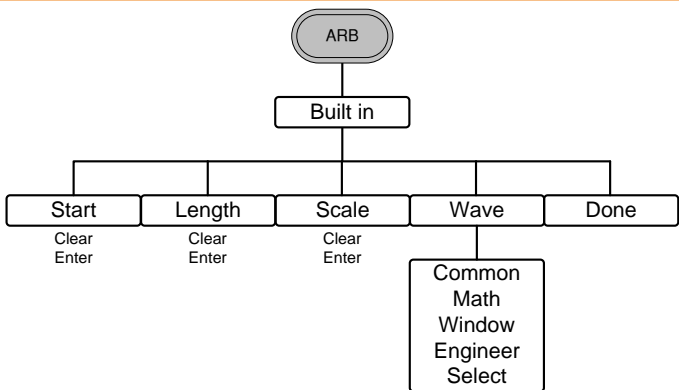 ARB
Built in
Start Length Scale Wave Done
Clear Clear Clear
Enter Enter Enter
Common
Math
Window
Engineer
Select